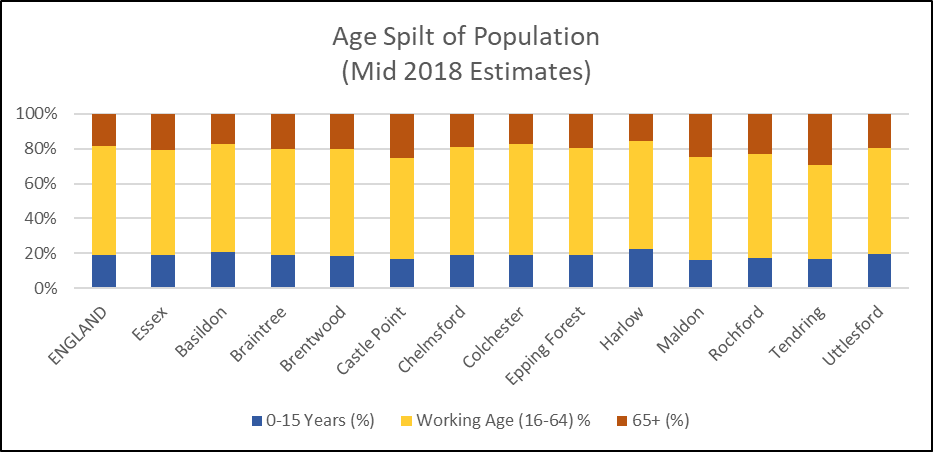 Age Spilt of Population
(Mid 2018 Estimates)
100%
80%
60%
40%
20%
0%
ENGLAND
Essex
Basildon
Braintree
Brentwood
Castle Point
Chelmsford
Colchester
Epping Forest
Harlow
Maldon
Rochford
Tendring
Uttlesford
0-15 Years (%)
Working Age (16-64) %
65+ (%)